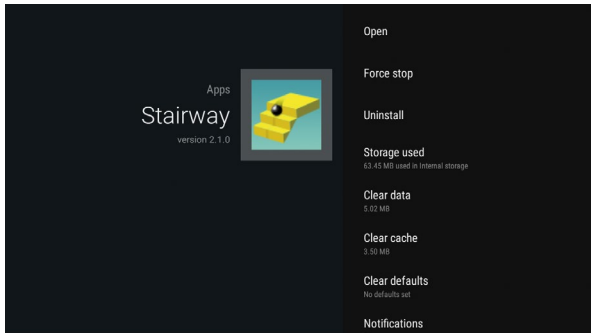 Apps
Stairway
version 2.1.0
Open
Force stop
Uninstall
Storage used
63.45 MB used in Internal storage
Clear data
5.02 MB
Clear cache
3.50 MB
Clear defaults
No defaults set
Notifications